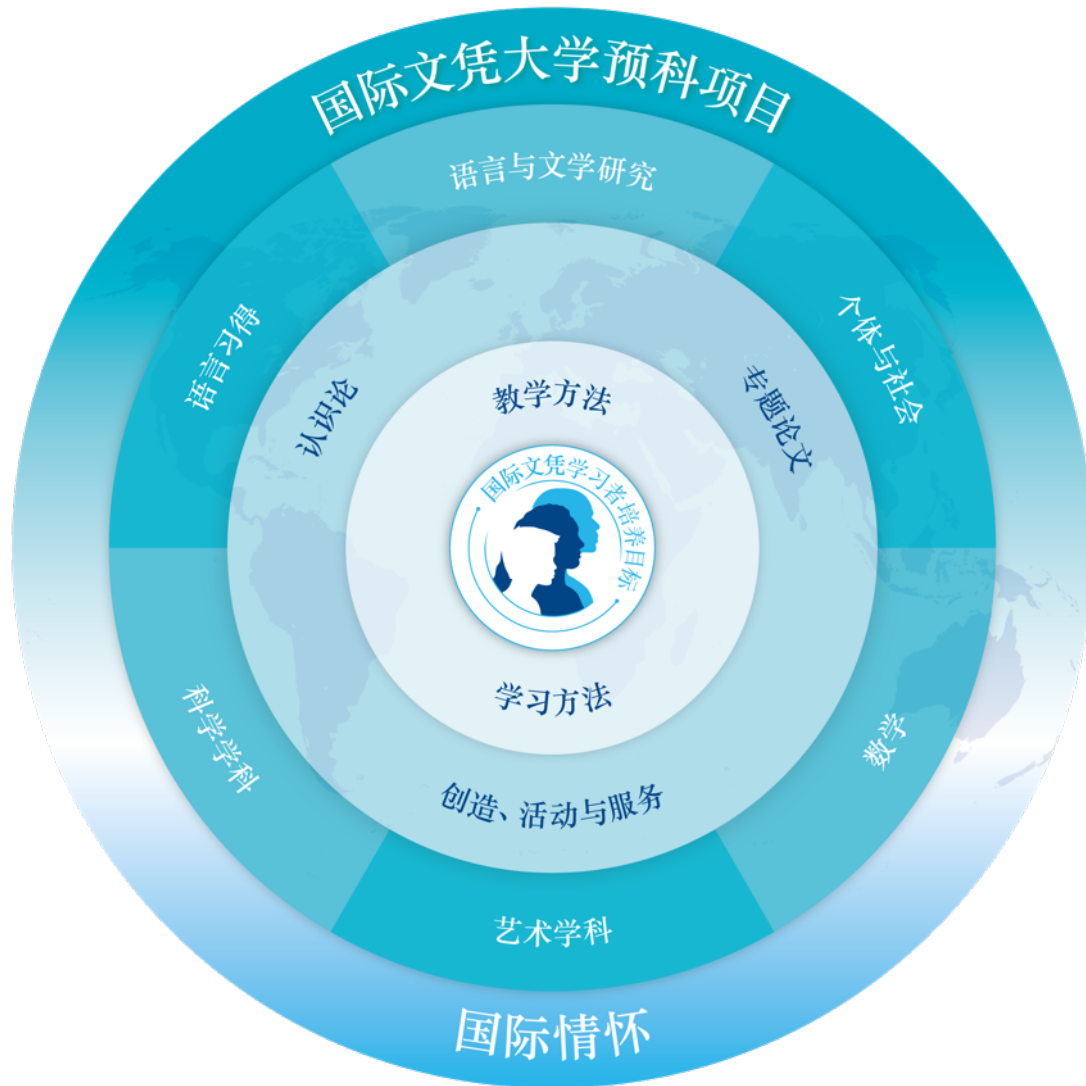 国际文凭大学预科项目
语言与文学研究
语言习得
个体与社会
认识论
专题论文
教学方法
国际文凭学习者培养目标
学习方法
科学学科
数学
创造、活动与服务
艺术学科
国际情怀